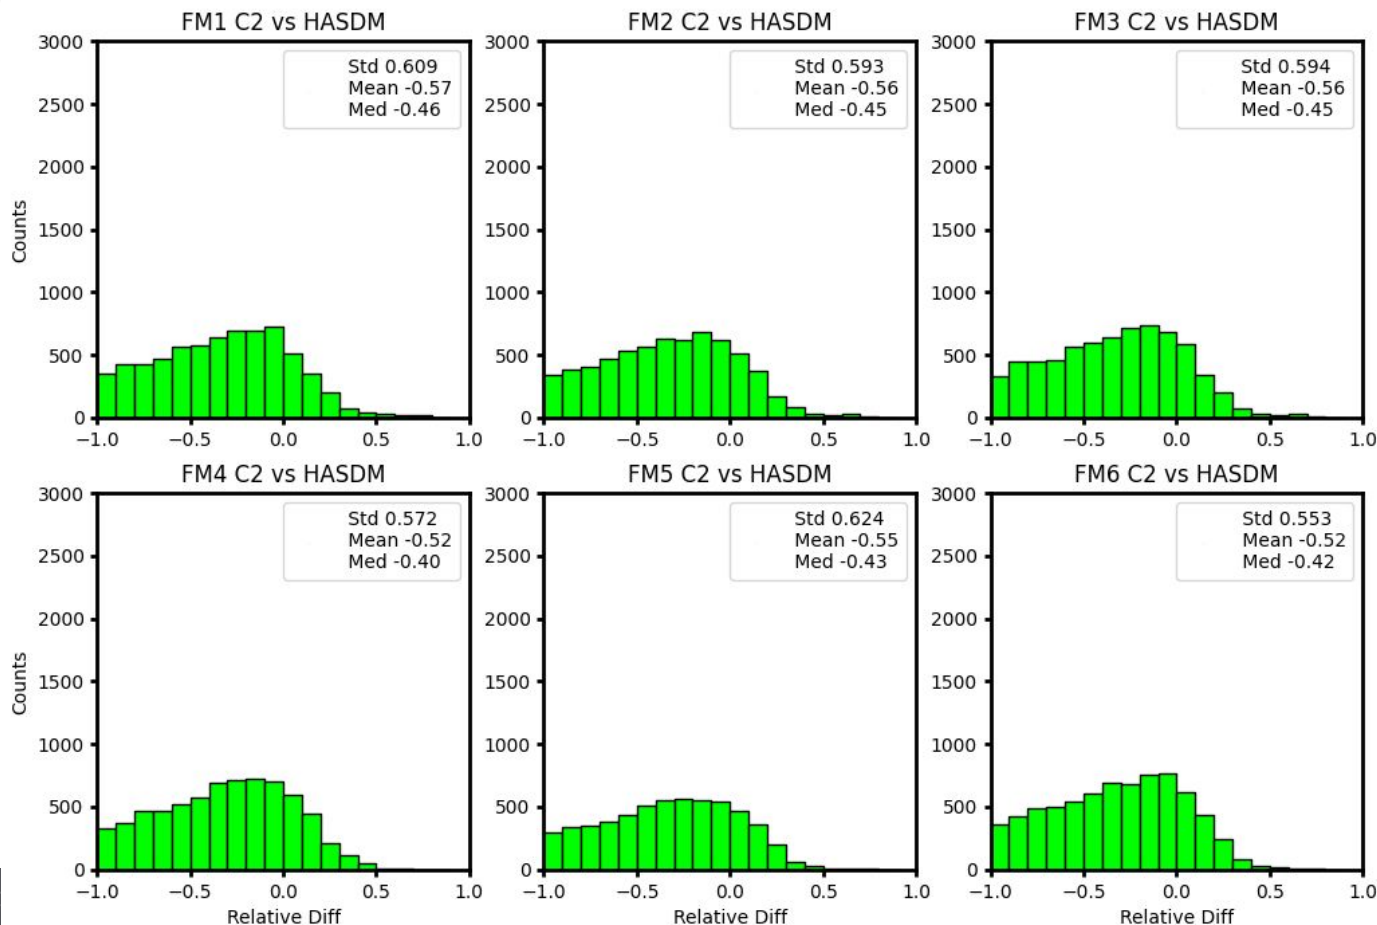 FM1 C2 vs HASDM
FM2 C2 vs HASDM
FM3 C2 vs HASDM
3000
2500
2000
1500
1000
500
0
Counts
Std 0.609
Mean -0.57
Med -0.46
−1.0 −0.5 0.0 0.5 1.0
3000
2500
2000
1500
1000
500
0
Std 0.593
Mean -0.56
Med -0.45
−1.0 −0.5 0.0 0.5 1.0
3000
2500
2000
1500
1000
500
0
Std 0.594
Mean -0.56
Med -0.45
−1.0 −0.5 0.0 0.5 1.0
FM4 C2 vs HASDM
FM5 C2 vs HASDM
FM6 C2 vs HASDM
3000
2500
2000
1500
1000
500
0
Counts
Std 0.572
Mean -0.52
Med -0.40
−1.0 −0.5 0.0 0.5 1.0
Relative Diff
3000
2500
2000
1500
1000
500
0
Std 0.624
Mean -0.55
Med -0.43
−1.0 −0.5 0.0 0.5 1.0
Relative Diff
3000
2500
2000
1500
1000
500
0
Std 0.553
Mean -0.52
Med -0.42
−1.0 −0.5 0.0 0.5 1.0
Relative Diff